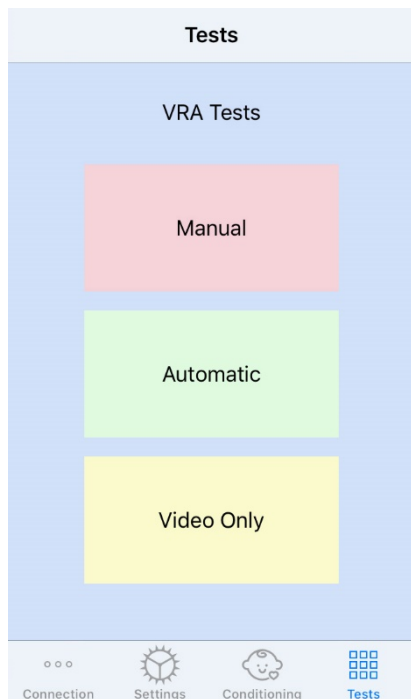 Tests
VRA Tests
Manual
Automatic
Video Only
Connection Settings Conditioning Tests